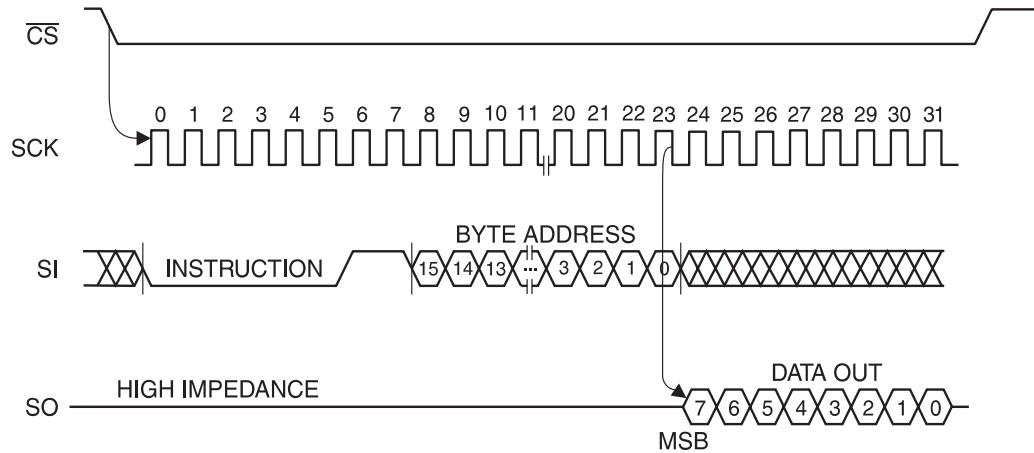 C̅S̅
0 1 2 3 4 5 6 7 8 9 10 11 20 21 22 23 24 25 26 27 28 29 30 31
SCK
BYTE ADDRESS
SI INSTRUCTION 15 14 13 ... 3 2 1 0
HIGH IMPEDANCE DATA OUT
SO 7 6 5 4 3 2 1 0
MSB